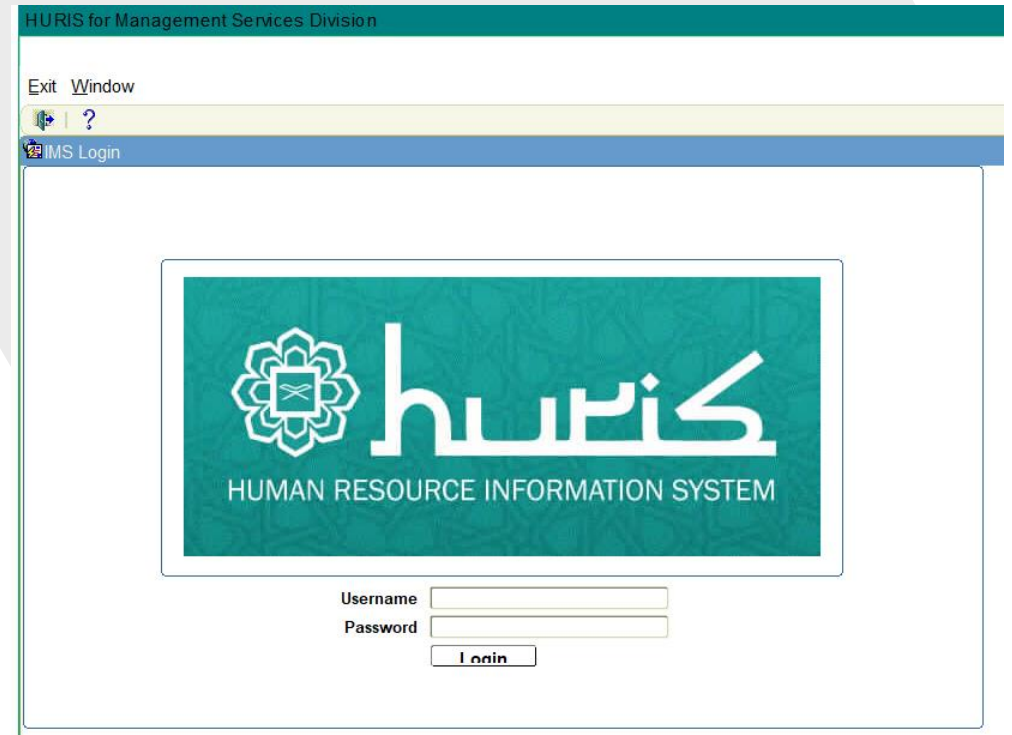 HURIS for Management Services Division
Exit Window
?
IMS Login
huris
HUMAN RESOURCE INFORMATION SYSTEM
Username
Password
Login